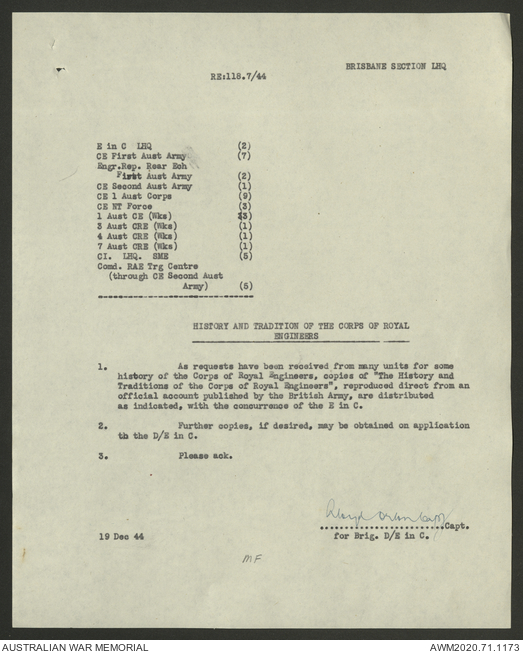 BRISBANE SECTION LHQ
RE:118.7/44
E in C LHQ (2)
CE First Aust Army. (7)
Engr.Rep. Rear Ech
First Aust Army (2)
CE Second Aust Army (1)
CE 1 Aust Corps (9)
CE NT Force (3)
1 Aust CE (Wks) (3)
3 Aust CRE (Wks) (1)
4 Aust CRE (Wks) (1)
7 Aust CRE (Wks) (1)
CI. LHQ. SME (5)
Comd. RAE Trg Centre
(through CE Second Aust
Army) (5)
HISTORY AND TRADITION OF THE CORPS OF ROYAL
ENGINEERS
1. As requests have been received from many units for some
history of the Corps of Royal Engineers, copies of "The History and
Traditions of the Corps of Royal Engineers", reproduced direct from an
official account published by the British Army, are distributed
as indicated, with the concurrence of the E in C.
2. Further copies, if desired, may be obtained on application
to the D/E in C.
3. Please ack.
Capt.
19 Dec 44 for Brig. D/E in C.
MF
AUSTRALIAN WAR MEMORIAL AWM2020.71.1173